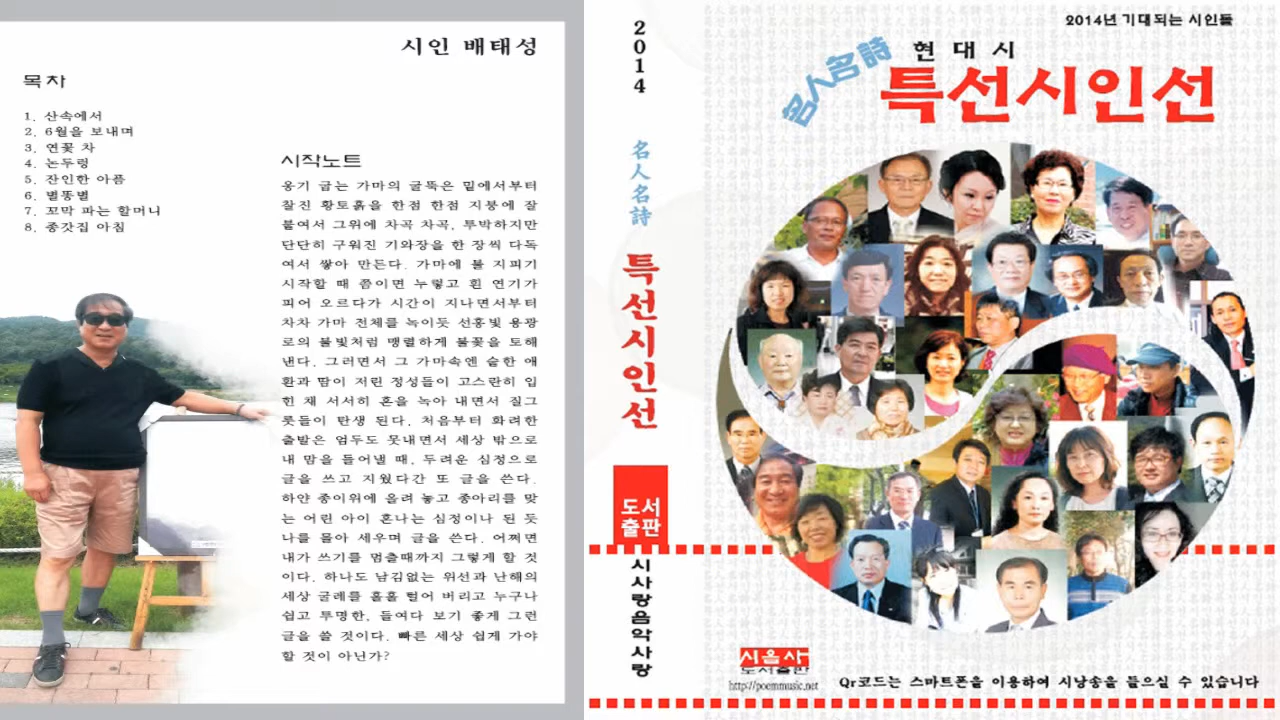 시인 배태성
목차
1. 산속에서
2. 6월을 보내며
3. 연꽃 차
4. 논두렁
5. 잔인한 아픔
6. 별똥별
7. 꼬막 파는 할머니
8. 종갓집 아침
시작노트
옹기 굽는 가마의 굴뚝은 밑에서부터
찰진 황토흙을 한점 한점 지붕에 잘
붙여서 그위에 차곡 차곡, 투박하지만
단단히 구워진 기와장을 한 장씩 다독
여서 쌓아 만든다. 가마에 불 지피기
시작할 때 쯤이면 누렇고 흰 연기가
피어 오르다가 시간이 지나면서부터
차차 가마 전체를 녹이듯 선홍빛 용광
로의 불빛처럼 맹렬하게 불꽃을 토해
낸다. 그러면서 그 가마속엔 숱한 애
환과 땀이 저린 정성들이 고스란히 입
힌 채 서서히 혼을 녹아 내면서 질그
릇들이 탄생 된다. 처음부터 화려한
출발은 엄두도 못내면서 세상 밖으로
내 맘을 들어낼 때, 두려운 심정으로
글을 쓰고 지웠다간 또 글을 쓴다.
하얀 종이위에 올려 놓고 종아리를 맞
는 어린 아이 혼나는 심정이나 된 듯
나를 몰아 세우며 글을 쓴다. 어쩌면
내가 쓰기를 멈출때까지 그렇게 할 것
이다. 하나도 남김없는 위선과 난해의
세상 굴레를 훌훌 털어 버리고 누구나
쉽고 투명한, 들여다 보기 좋게 그런
글을 쓸 것이다. 빠른 세상 쉽게 가야
할 것이 아닌가?
2014
名人名詩
특선시인선
도서
출판
시사랑음악사랑
2014년 기대되는 시인들
名人名詩
현대시
특선시인선
시음사
도서출판
http://poemmusic.net
Qr코드는 스마트폰을 이용하여 시낭송을 들으실 수 있습니다